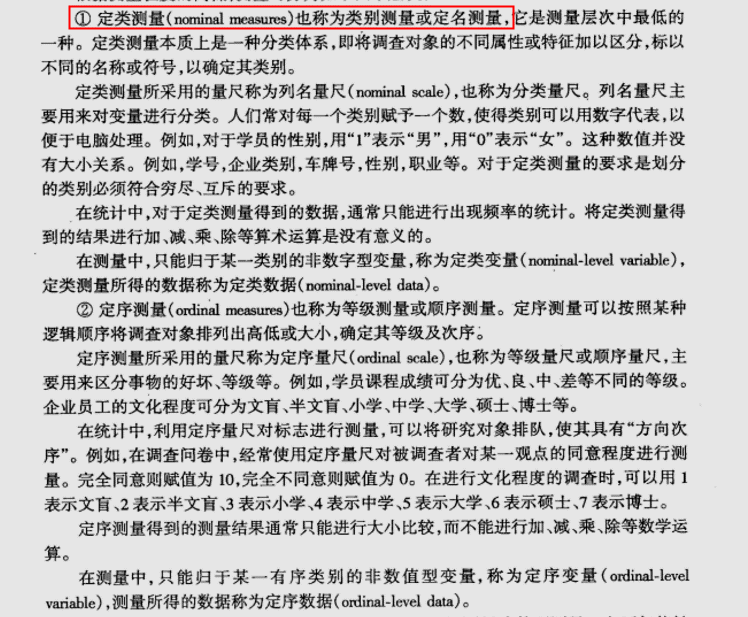 ① 定类测量(nominal measures)也称为类别测量或定名测量,它是测量层次中最低的
一种。定类测量本质上是一种分类体系,即将调查对象的不同属性或特征加以区分,标以
不同的名称或符号,以确定其类别。
定类测量所采用的量尺称为列名量尺(nominal scale),也称为分类量尺。列名量尺主
要用来对变量进行分类。人们常对每一个类别赋予一个数,使得类别可以用数字代表,以
便于电脑处理。例如,对于学员的性别,用“1”表示“男”,用“0”表示“女”。这种数值并没
有大小关系。例如,学号,企业类别,车牌号,性别,职业等。对于定类测量的要求是划分
的类别必须符合穷尽、互斥的要求。
在统计中,对于定类测量得到的数据,通常只能进行出现频率的统计。将定类测量得
到的结果进行加、减、乘、除等算术运算是没有意义的。
在测量中,只能归于某一类别的非数字型变量,称为定类变量(nominal-level variable),
定类测量所得的数据称为定类数据(nominal-level data)。
② 定序测量(ordinal measures)也称为等级测量或顺序测量。定序测量可以按照某种
逻辑顺序将调查对象排列出高低或大小,确定其等级及次序。
定序测量所采用的量尺称为定序量尺(ordinal scale),也称为等级量尺或顺序量尺,主
要用来区分事物的好坏、等级等。例如,学员课程成绩可分为优、良、中、差等不同的等级。
企业员工的文化程度可分为文盲、半文盲、小学、中学、大学、硕士、博士等。
在统计中,利用定序量尺对标志进行测量,可以将研究对象排队,使其具有“方向次
序”。例如,在调查问卷中,经常使用定序量尺对被调查者对某一观点的同意程度进行测
量。完全同意则赋值为 10,完全不同意则赋值为 0。在进行文化程度的调查时,可以用 1
表示文盲、2 表示半文盲、3 表示小学、4 表示中学、5 表示大学、6 表示硕士、7 表示博士。
定序测量得到的测量结果通常只能进行大小比较,而不能进行加、减、乘、除等数学运
算。
在测量中,只能归于某一有序类别的非数值型变量,称为定序变量(ordinal-level
variable),测量所得的数据称为定序数据(ordinal-level data)。